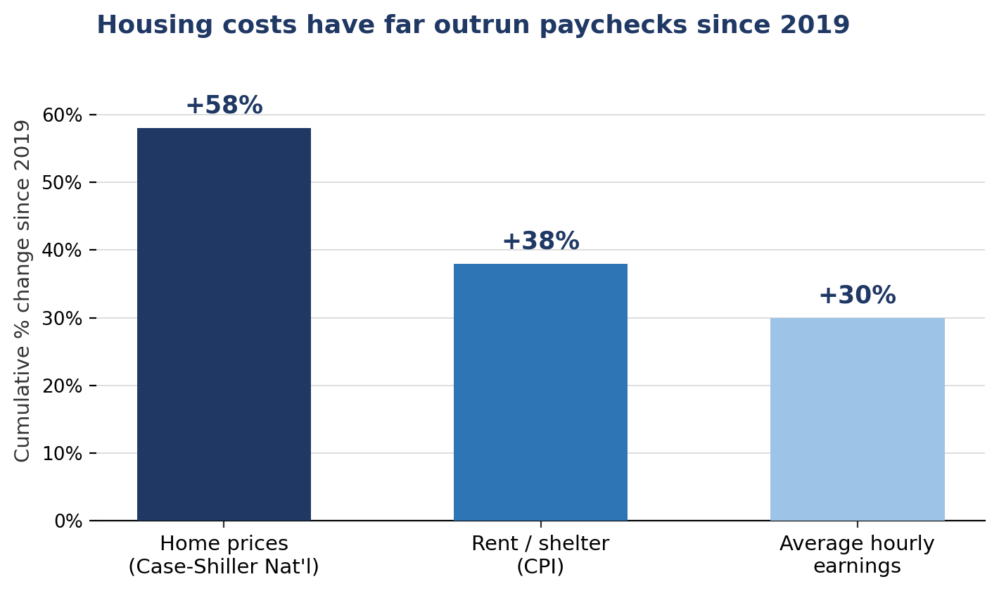 Housing costs have far outrun paychecks since 2019
Cumulative % change since 2019
60%
50%
40%
30%
20%
10%
0%
+58%
+38%
+30%
Home prices
(Case-Shiller Nat'l)
Rent / shelter
(CPI)
Average hourly
earnings